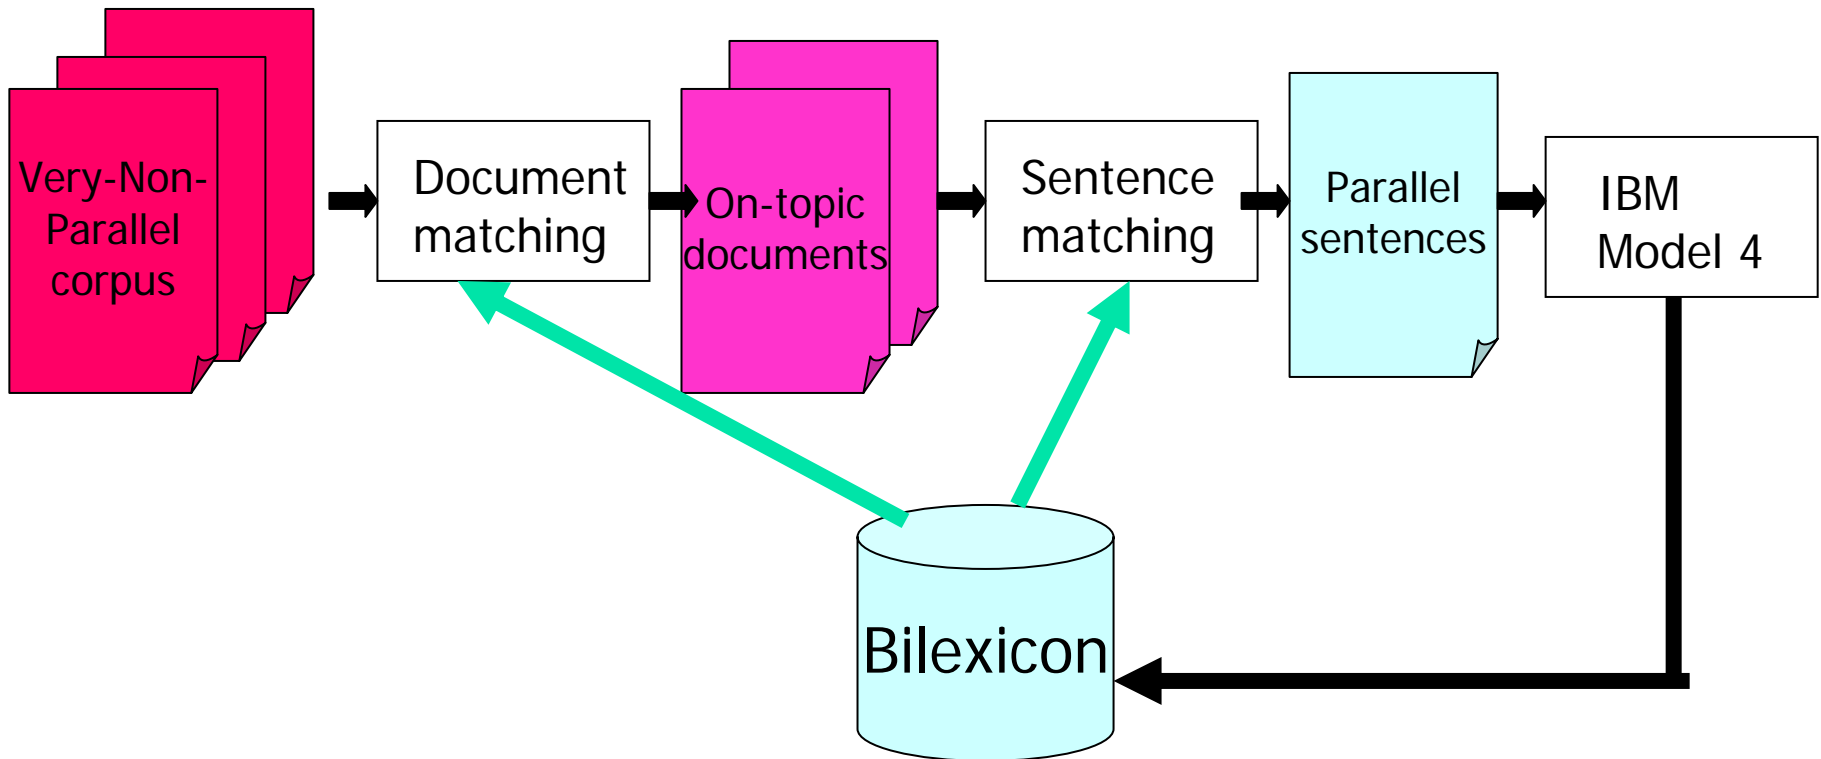 Very-Non-
Parallel
corpus
Document
matching
On-topic
documents
Sentence
matching
Parallel
sentences
IBM
Model 4
Bilexicon